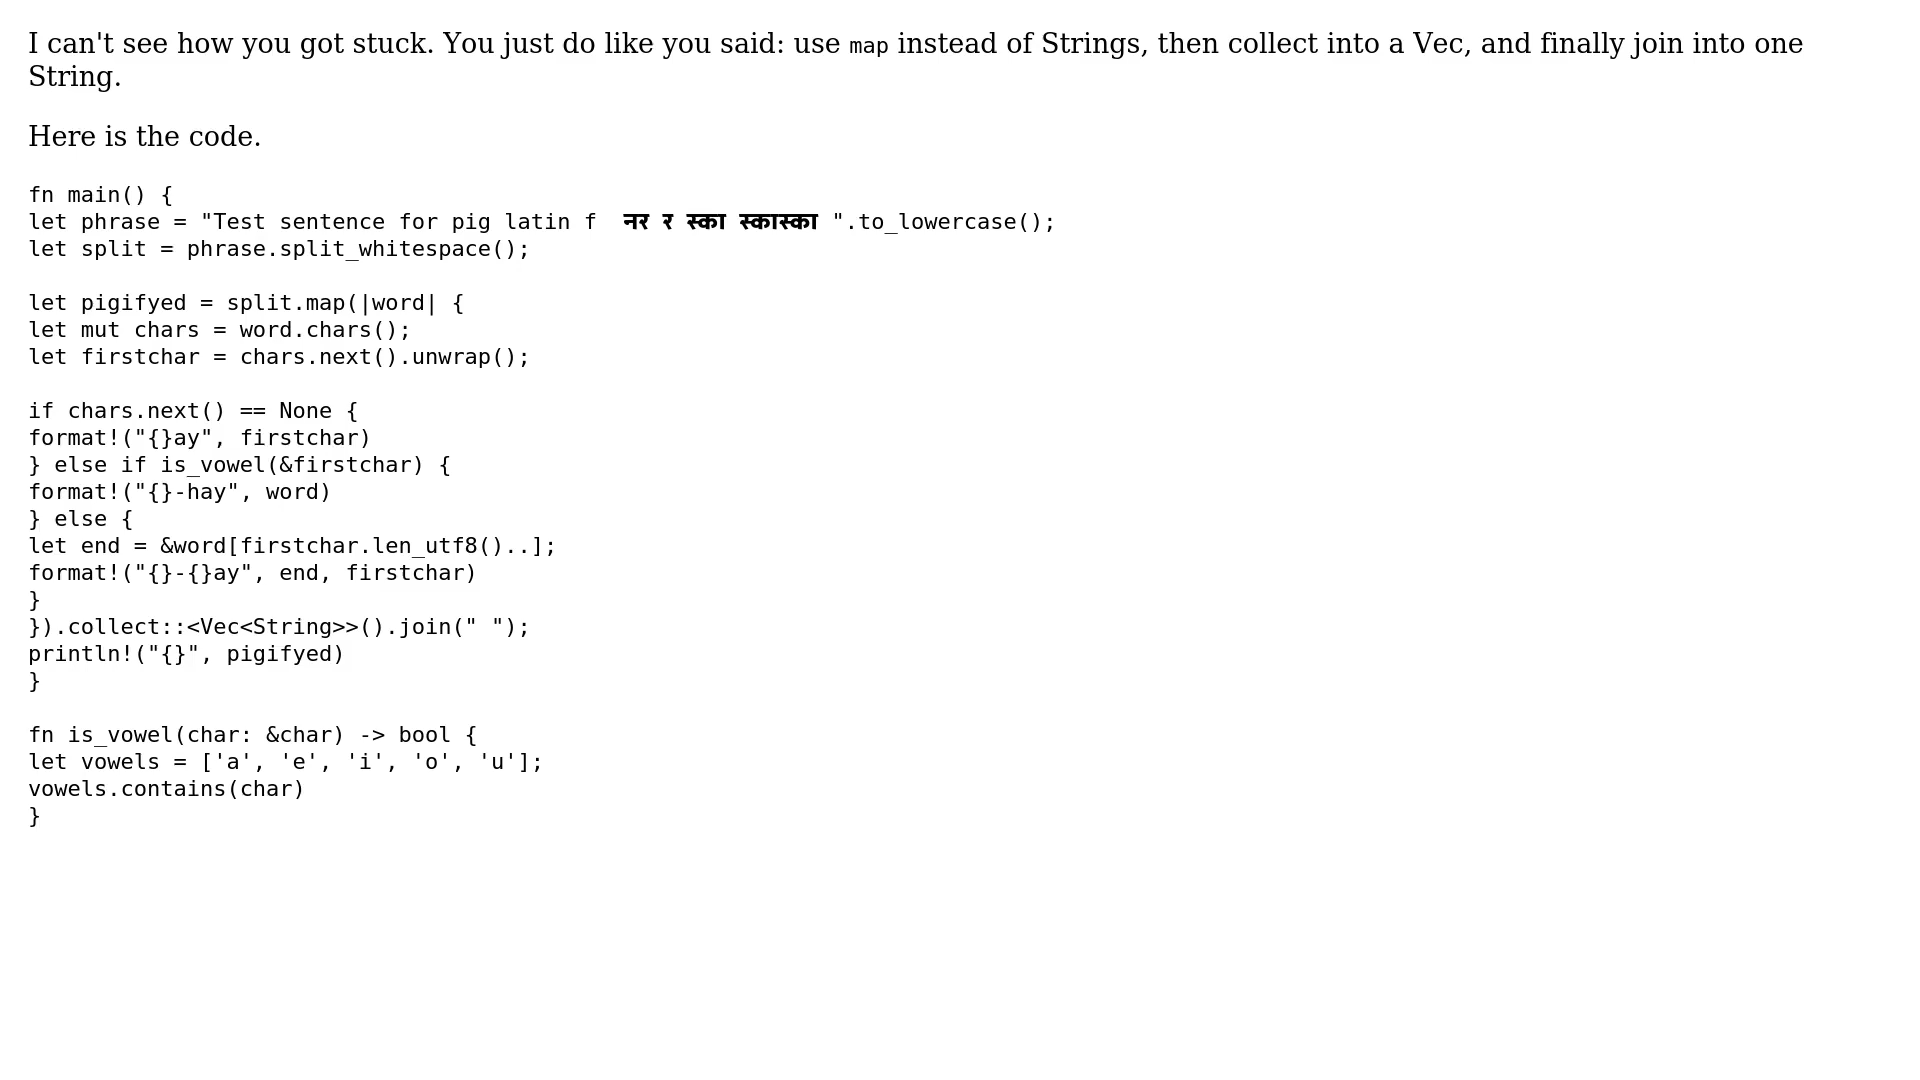 I can't see how you got stuck. You just do like you said: use map instead of Strings, then collect into a Vec, and finally join into one
String.
Here is the code.
fn main() {
let phrase = "Test sentence for pig latin f  नर र स्का स्कास्का ".to_lowercase();
let split = phrase.split_whitespace();
let pigifyed = split.map(|word| {
let mut chars = word.chars();
let firstchar = chars.next().unwrap();
if chars.next() == None {
format!("{}ay", firstchar)
} else if is_vowel(&firstchar) {
format!("{}-hay", word)
} else {
let end = &word[firstchar.len_utf8()..];
format!("{}-{}ay", end, firstchar)
}
}).collect::<Vec<String>>().join(" ");
println!("{}", pigifyed)
}
fn is_vowel(char: &char) -> bool {
let vowels = ['a', 'e', 'i', 'o', 'u'];
vowels.contains(char)
}